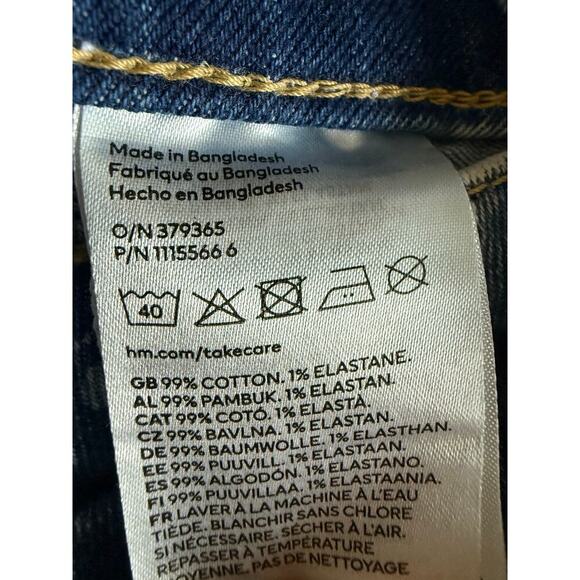 Made in Bangladesh
Fabriqué au Bangladesh
Hecho en Bangladesh
O/N 379365
P/N 1115566 6
40
hm.com/takecare
GB 99% COTTON. 1% ELASTANE.
AL 99% PAMBUK. 1% ELASTAN.
CAT 99% COTÓ. 1% ELASTÀ.
CZ 99% BAVLNA. 1% ELASTAN.
DE 99% BAUMWOLLE. 1% ELASTHAN.
EE 99% PUUVILL. 1% ELASTAAN.
ES 99% ALGODÓN. 1% ELASTANO.
FI 99% PUUVILLAA. 1% ELASTAANIA.
FR LAVER À LA MACHINE À L'EAU
TIÈDE. BLANCHIR SANS CHLORE
SI NÉCESSAIRE. SÉCHER À L'AIR.
REPASSER À TEMPÉRATURE
MOYENNE. PAS DE NETTOYAGE